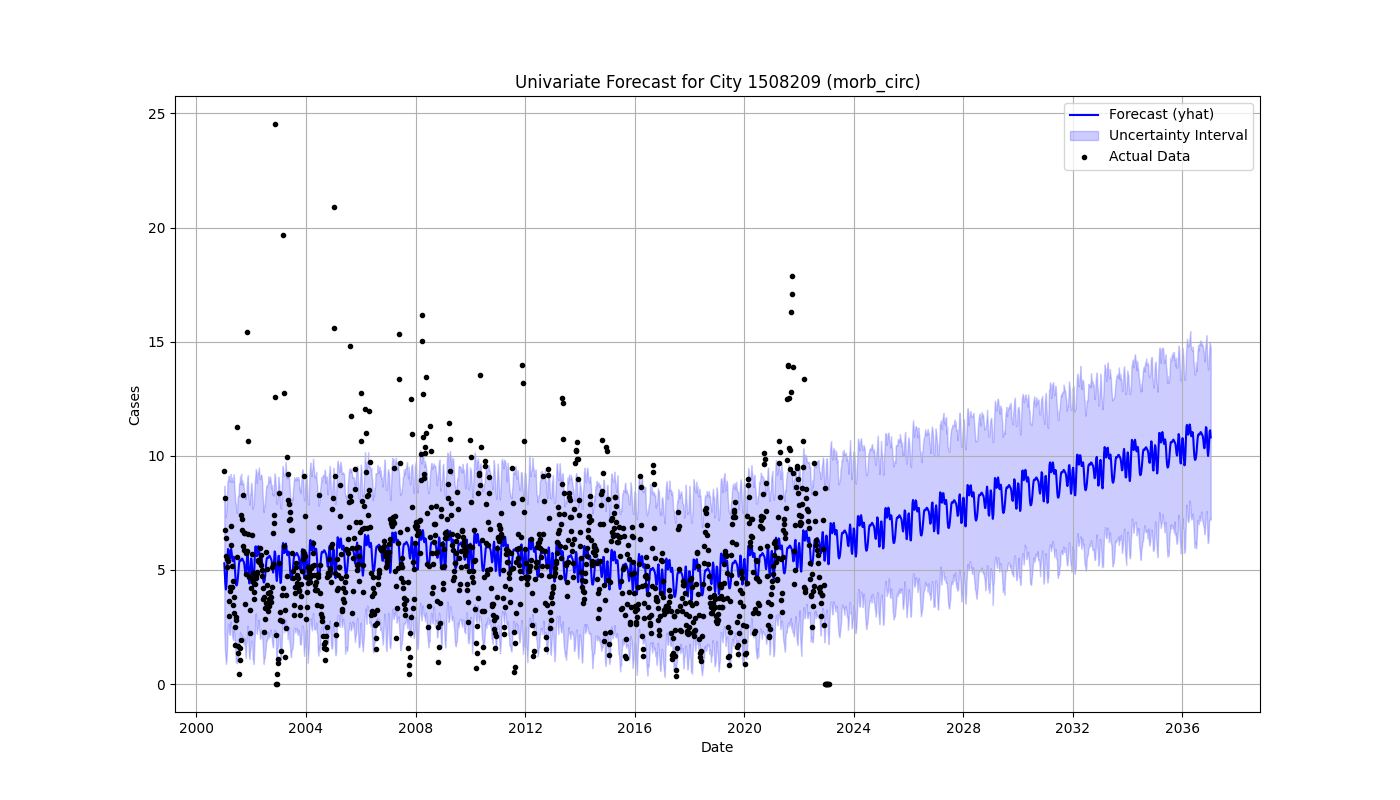 Univariate Forecast for City 1508209 (morb_circ)
Forecast (yhat)
Uncertainty Interval
Actual Data
Cases
25
20
15
10
5
0
2000 2004 2008 2012 2016 2020 2024 2028 2032 2036
Date